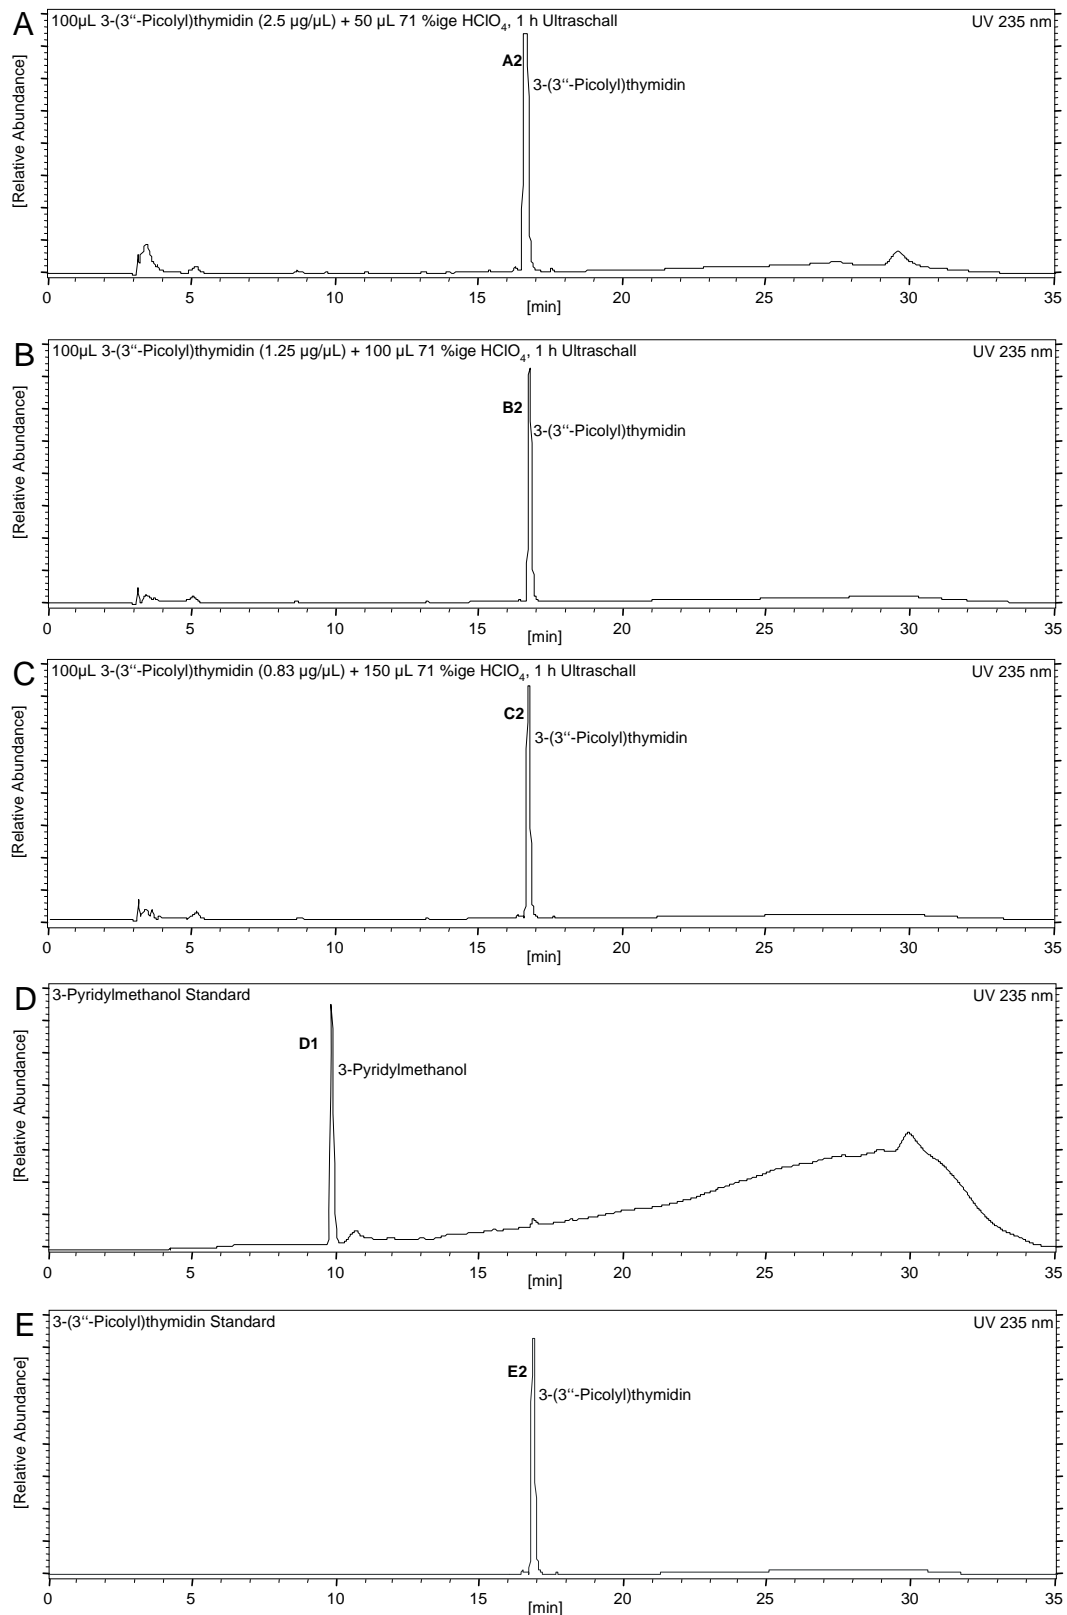 A
100µL 3-(3“-Picolyl)thymidin (2.5 µg/µL) + 50 µL 71 %ige HClO4, 1 h Ultraschall
UV 235 nm
[Relative Abundance]
A2
3-(3“-Picolyl)thymidin
0 5 10 15 20 25 30 35
[min]
B
100µL 3-(3“-Picolyl)thymidin (1.25 µg/µL) + 100 µL 71 %ige HClO4, 1 h Ultraschall
UV 235 nm
[Relative Abundance]
B2
3-(3“-Picolyl)thymidin
0 5 10 15 20 25 30 35
[min]
C
100µL 3-(3“-Picolyl)thymidin (0.83 µg/µL) + 150 µL 71 %ige HClO4, 1 h Ultraschall
UV 235 nm
[Relative Abundance]
C2
3-(3“-Picolyl)thymidin
0 5 10 15 20 25 30 35
[min]
D
3-Pyridylmethanol Standard
UV 235 nm
[Relative Abundance]
D1
3-Pyridylmethanol
0 5 10 15 20 25 30 35
[min]
E
3-(3“-Picolyl)thymidin Standard
UV 235 nm
[Relative Abundance]
E2
3-(3“-Picolyl)thymidin
0 5 10 15 20 25 30 35
[min]